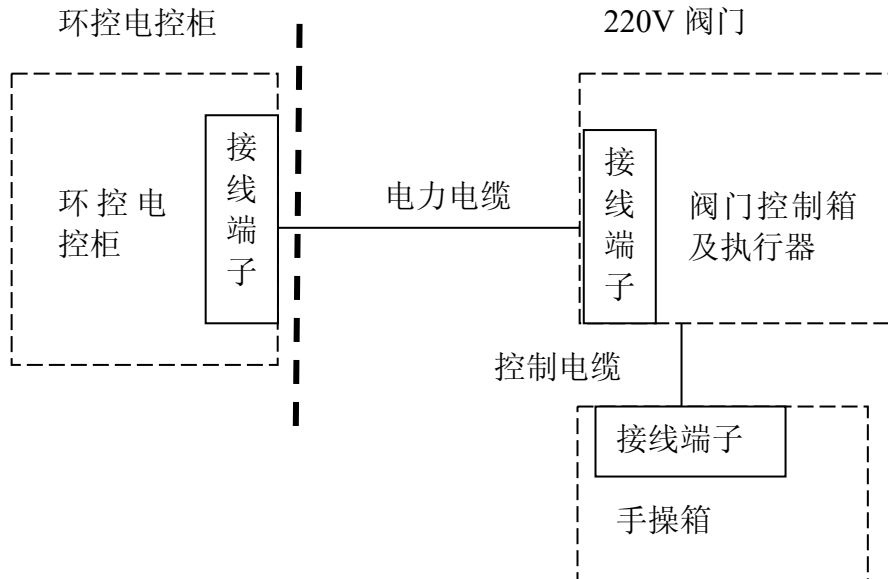 环控电控柜
220V 阀门
环控电
控柜
接
线
端
子
电力电缆
接
线
端
子
阀门控制箱
及执行器
控制电缆
接线端子
手操箱